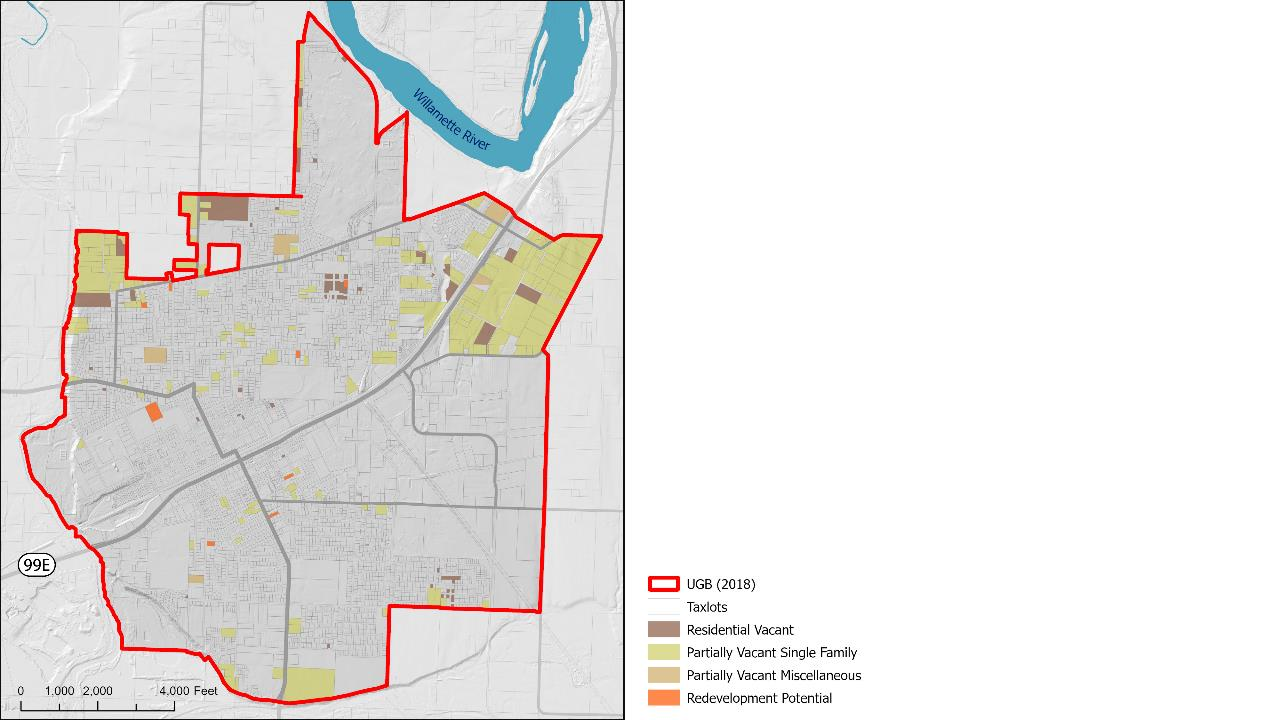 Willamette River
99E
0 1,000 2,000 4,000 Feet
UGB (2018)
Taxlots
Residential Vacant
Partially Vacant Single Family
Partially Vacant Miscellaneous
Redevelopment Potential